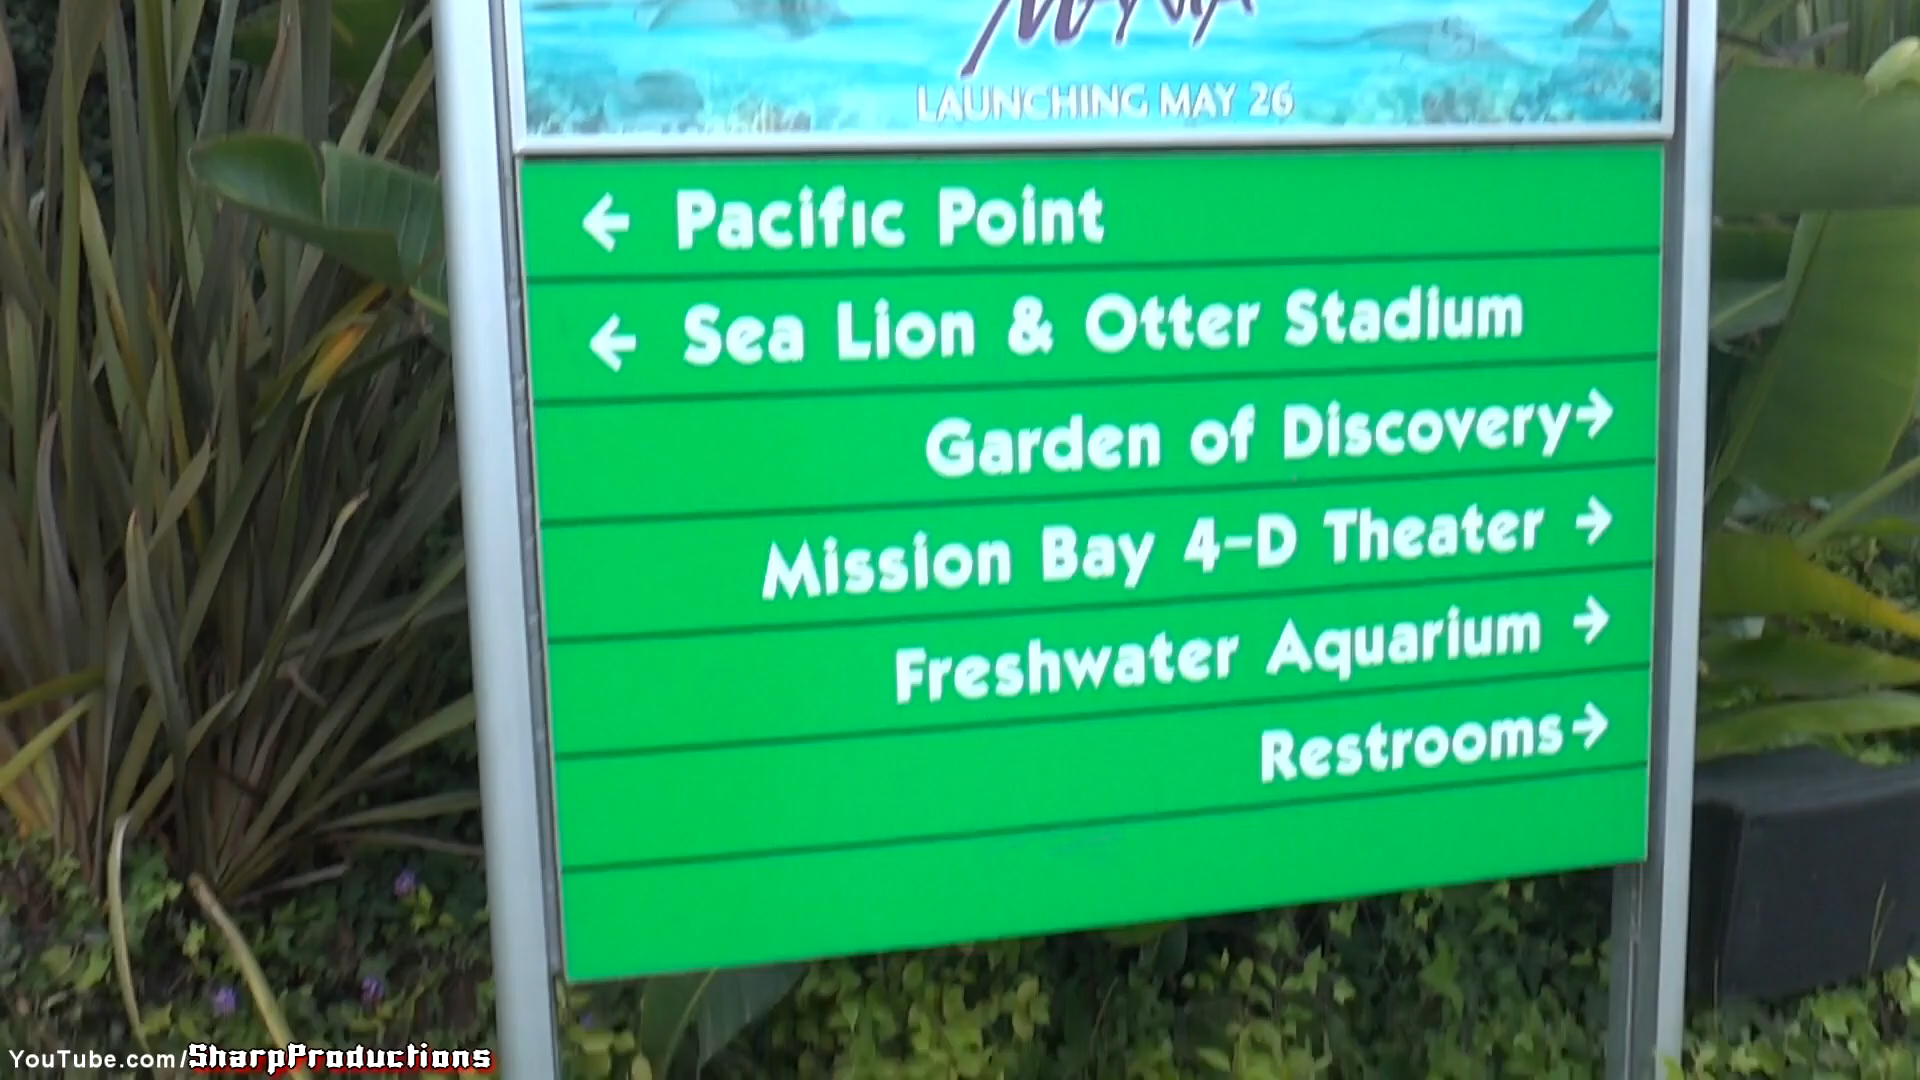 MANIA
LAUNCHING MAY 26
← Pacific Point
← Sea Lion & Otter Stadium
Garden of Discovery →
Mission Bay 4-D Theater →
Freshwater Aquarium →
Restrooms →
YouTube.com/SharpProductions